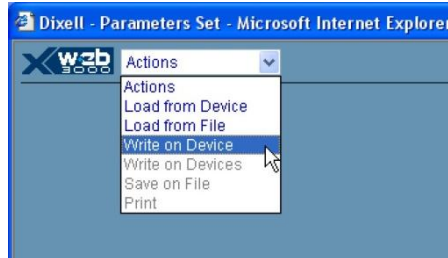 Dixell - Parameters Set - Microsoft Internet Explorer
XWEB 3000
Actions
Actions
Load from Device
Load from File
Write on Device
Write on Devices
Save on File
Print